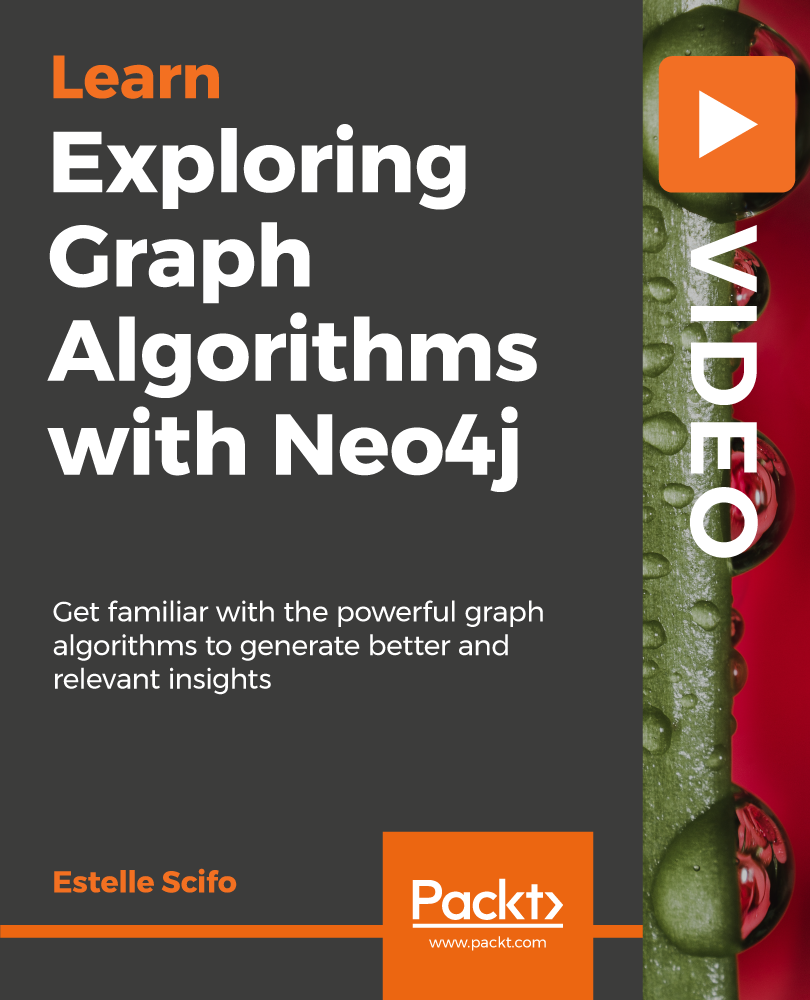 Learn
Exploring
Graph
Algorithms
with Neo4j
Get familiar with the powerful graph
algorithms to generate better and
relevant insights
Estelle Scifo
Packt>
www.packt.com
VIDEO